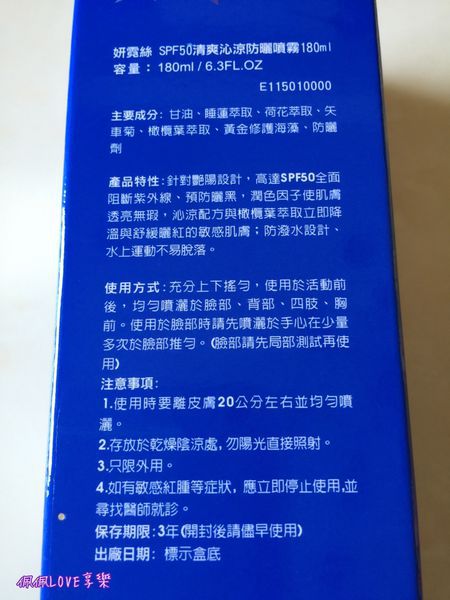 妍霓絲 SPF50清爽沁涼防曬噴霧180ml
容量：180ml / 6.3FL.OZ
E115010000
主要成分：甘油、睡蓮萃取、荷花萃取、矢
車菊、橄欖葉萃取、黃金修護海藻、防曬
劑
產品特性：針對艷陽設計，高達SPF50全面
阻斷紫外線、預防曬黑，潤色因子使肌膚
透亮無瑕，沁涼配方與橄欖葉萃取立即降
溫與舒緩曬紅的敏感肌膚；防潑水設計、
水上運動不易脫落。
使用方式：充分上下搖勻，使用於活動前
後，均勻噴灑於臉部、背部、四肢、胸
前。使用於臉部時請先噴灑於手心在少量
多次於臉部推勻。(臉部請先局部測試再使
用)
注意事項：
1.使用時要離皮膚20公分左右並均勻噴
灑。
2.存放於乾燥陰涼處，勿陽光直接照射。
3.只限外用。
4.如有敏感紅腫等症狀，應立即停止使用，並
尋找醫師就診。
保存期限：3年(開封後請儘早使用)
出廠日期：標示盒底
佩佩LOVE享樂